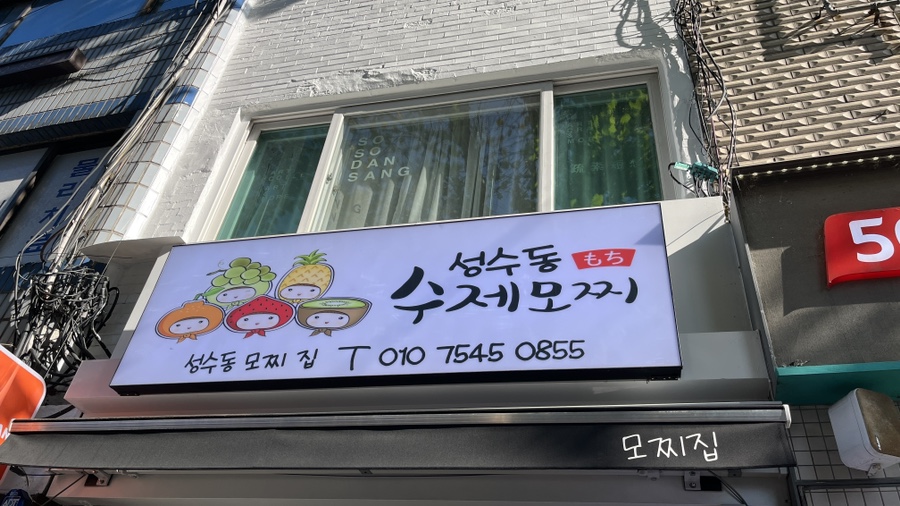 SO
SO
DAN
SANG
성수동 もち
수제모찌
성수동 모찌 집 T 010 7545 0855
모찌집